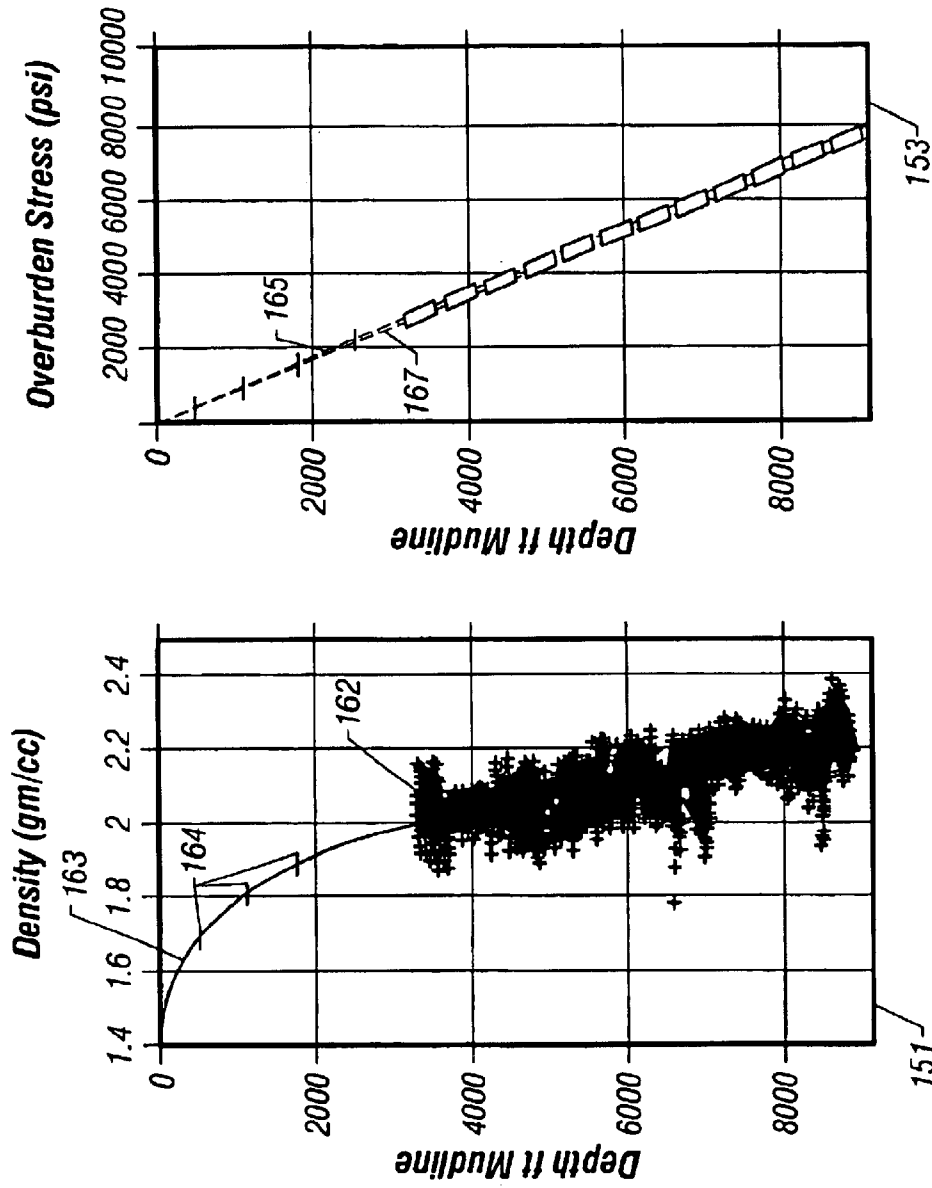 Density (gm/cc)
1.4 1.6 1.8 2 2.2 2.4
163
164
162
0
2000
4000
6000
8000
Depth ft Mudline
151
Overburden Stress (psi)
2000 4000 6000 8000 10000
165
167
0
2000
4000
6000
8000
Depth ft Mudline
153